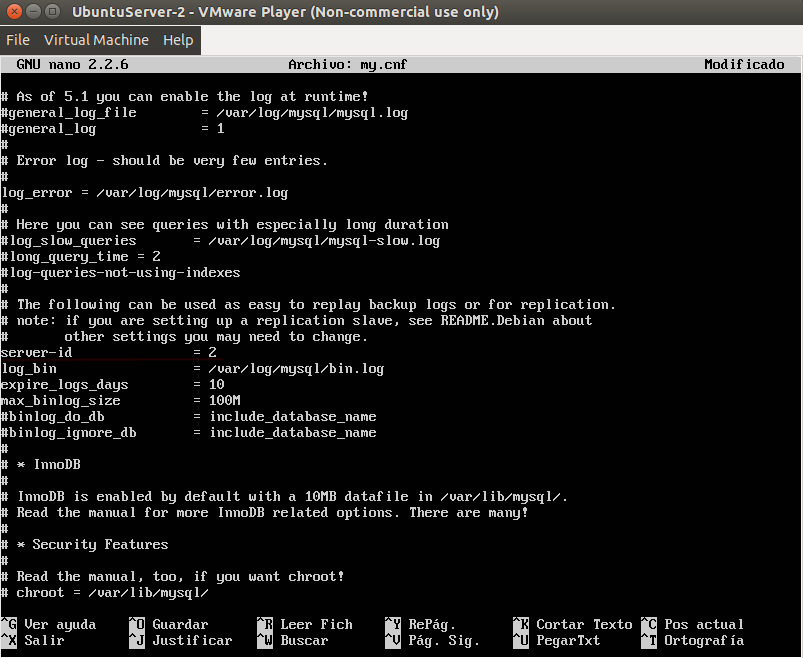 UbuntuServer-2 - VMware Player (Non-commercial use only)
File Virtual Machine Help
GNU nano 2.2.6 Archivo: my.cnf Modificado
# As of 5.1 you can enable the log at runtime!
#general_log_file = /var/log/mysql/mysql.log
#general_log = 1
#
# Error log - should be very few entries.
#
log_error = /var/log/mysql/error.log
#
# Here you can see queries with especially long duration
#log_slow_queries = /var/log/mysql/mysql-slow.log
#long_query_time = 2
#log-queries-not-using-indexes
#
# The following can be used as easy to replay backup logs or for replication.
# note: if you are setting up a replication slave, see README.Debian about
# other settings you may need to change.
server-id = 2
log_bin = /var/log/mysql/bin.log
expire_logs_days = 10
max_binlog_size = 100M
#binlog_do_db = include_database_name
#binlog_ignore_db = include_database_name
#
# * InnoDB
#
# InnoDB is enabled by default with a 10MB datafile in /var/lib/mysql/.
# Read the manual for more InnoDB related options. There are many!
#
# * Security Features
#
# Read the manual, too, if you want chroot!
# chroot = /var/lib/mysql/
^G Ver ayuda ^O Guardar ^R Leer Fich ^Y RePág. ^K Cortar Texto ^C Pos actual
^X Salir ^J Justificar ^W Buscar ^V Pág. Sig. ^U PegarTxt ^T Ortografía